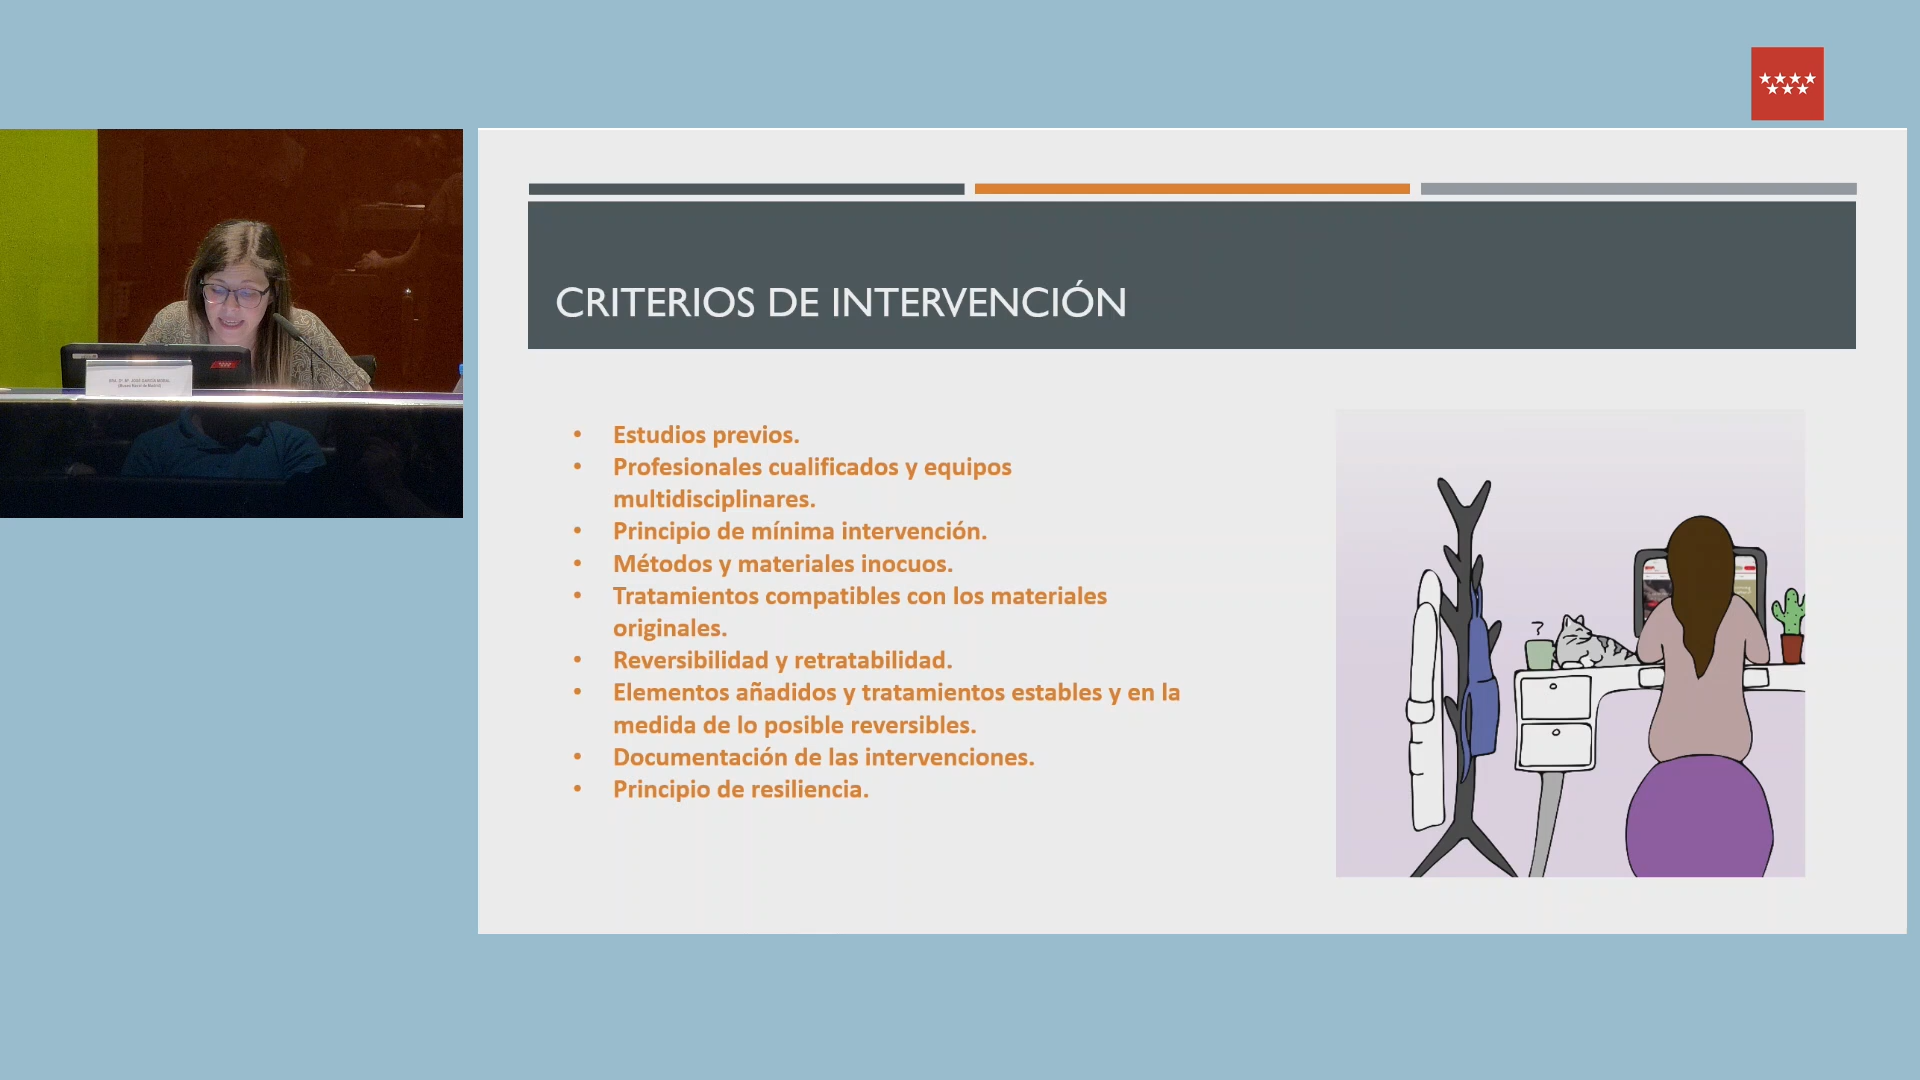 CRITERIOS DE INTERVENCIÓN
• Estudios previos.
• Profesionales cualificados y equipos
multidisciplinares.
• Principio de mínima intervención.
• Métodos y materiales inocuos.
• Tratamientos compatibles con los materiales
originales.
• Reversibilidad y retratabilidad.
• Elementos añadidos y tratamientos estables y en la
medida de lo posible reversibles.
• Documentación de las intervenciones.
• Principio de resiliencia.
?